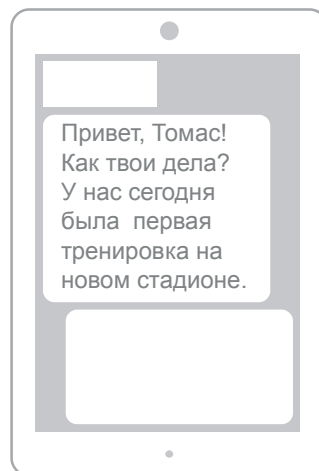 Привет, Томас!
Как твои дела?
У нас сегодня
была  первая
тренировка на
новом стадионе.